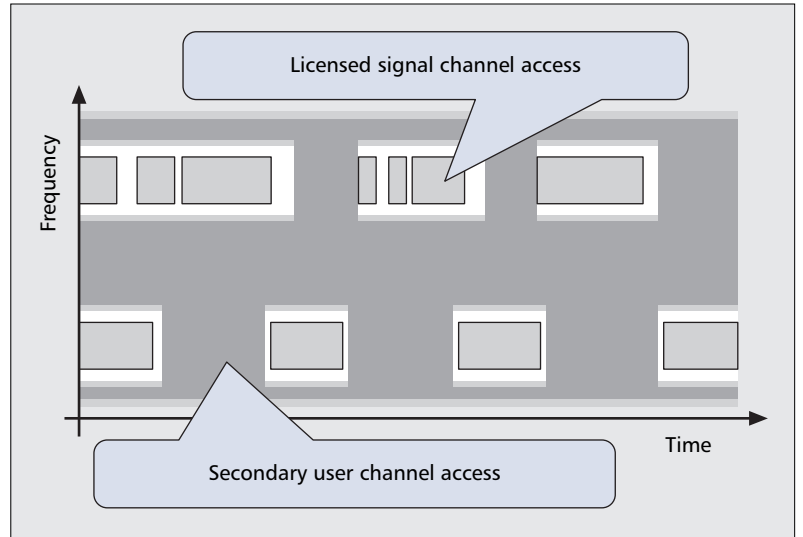 Licensed signal channel access
Frequency
Time
Secondary user channel access